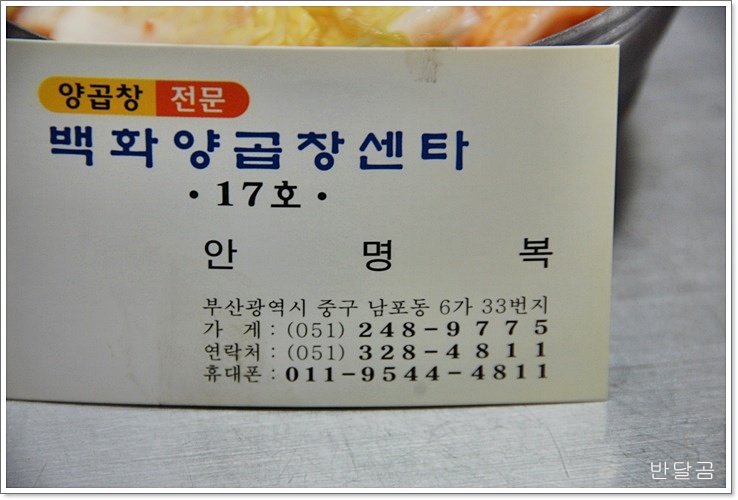 양곱창 전문
백화양곱창센타
· 17호 ·
안 명 복
부산광역시 중구 남포동 6가 33번지
가 게 : (051) 248-9775
연락처 : (051) 328-4811
휴대폰 : 011-9544-4811
반달곰